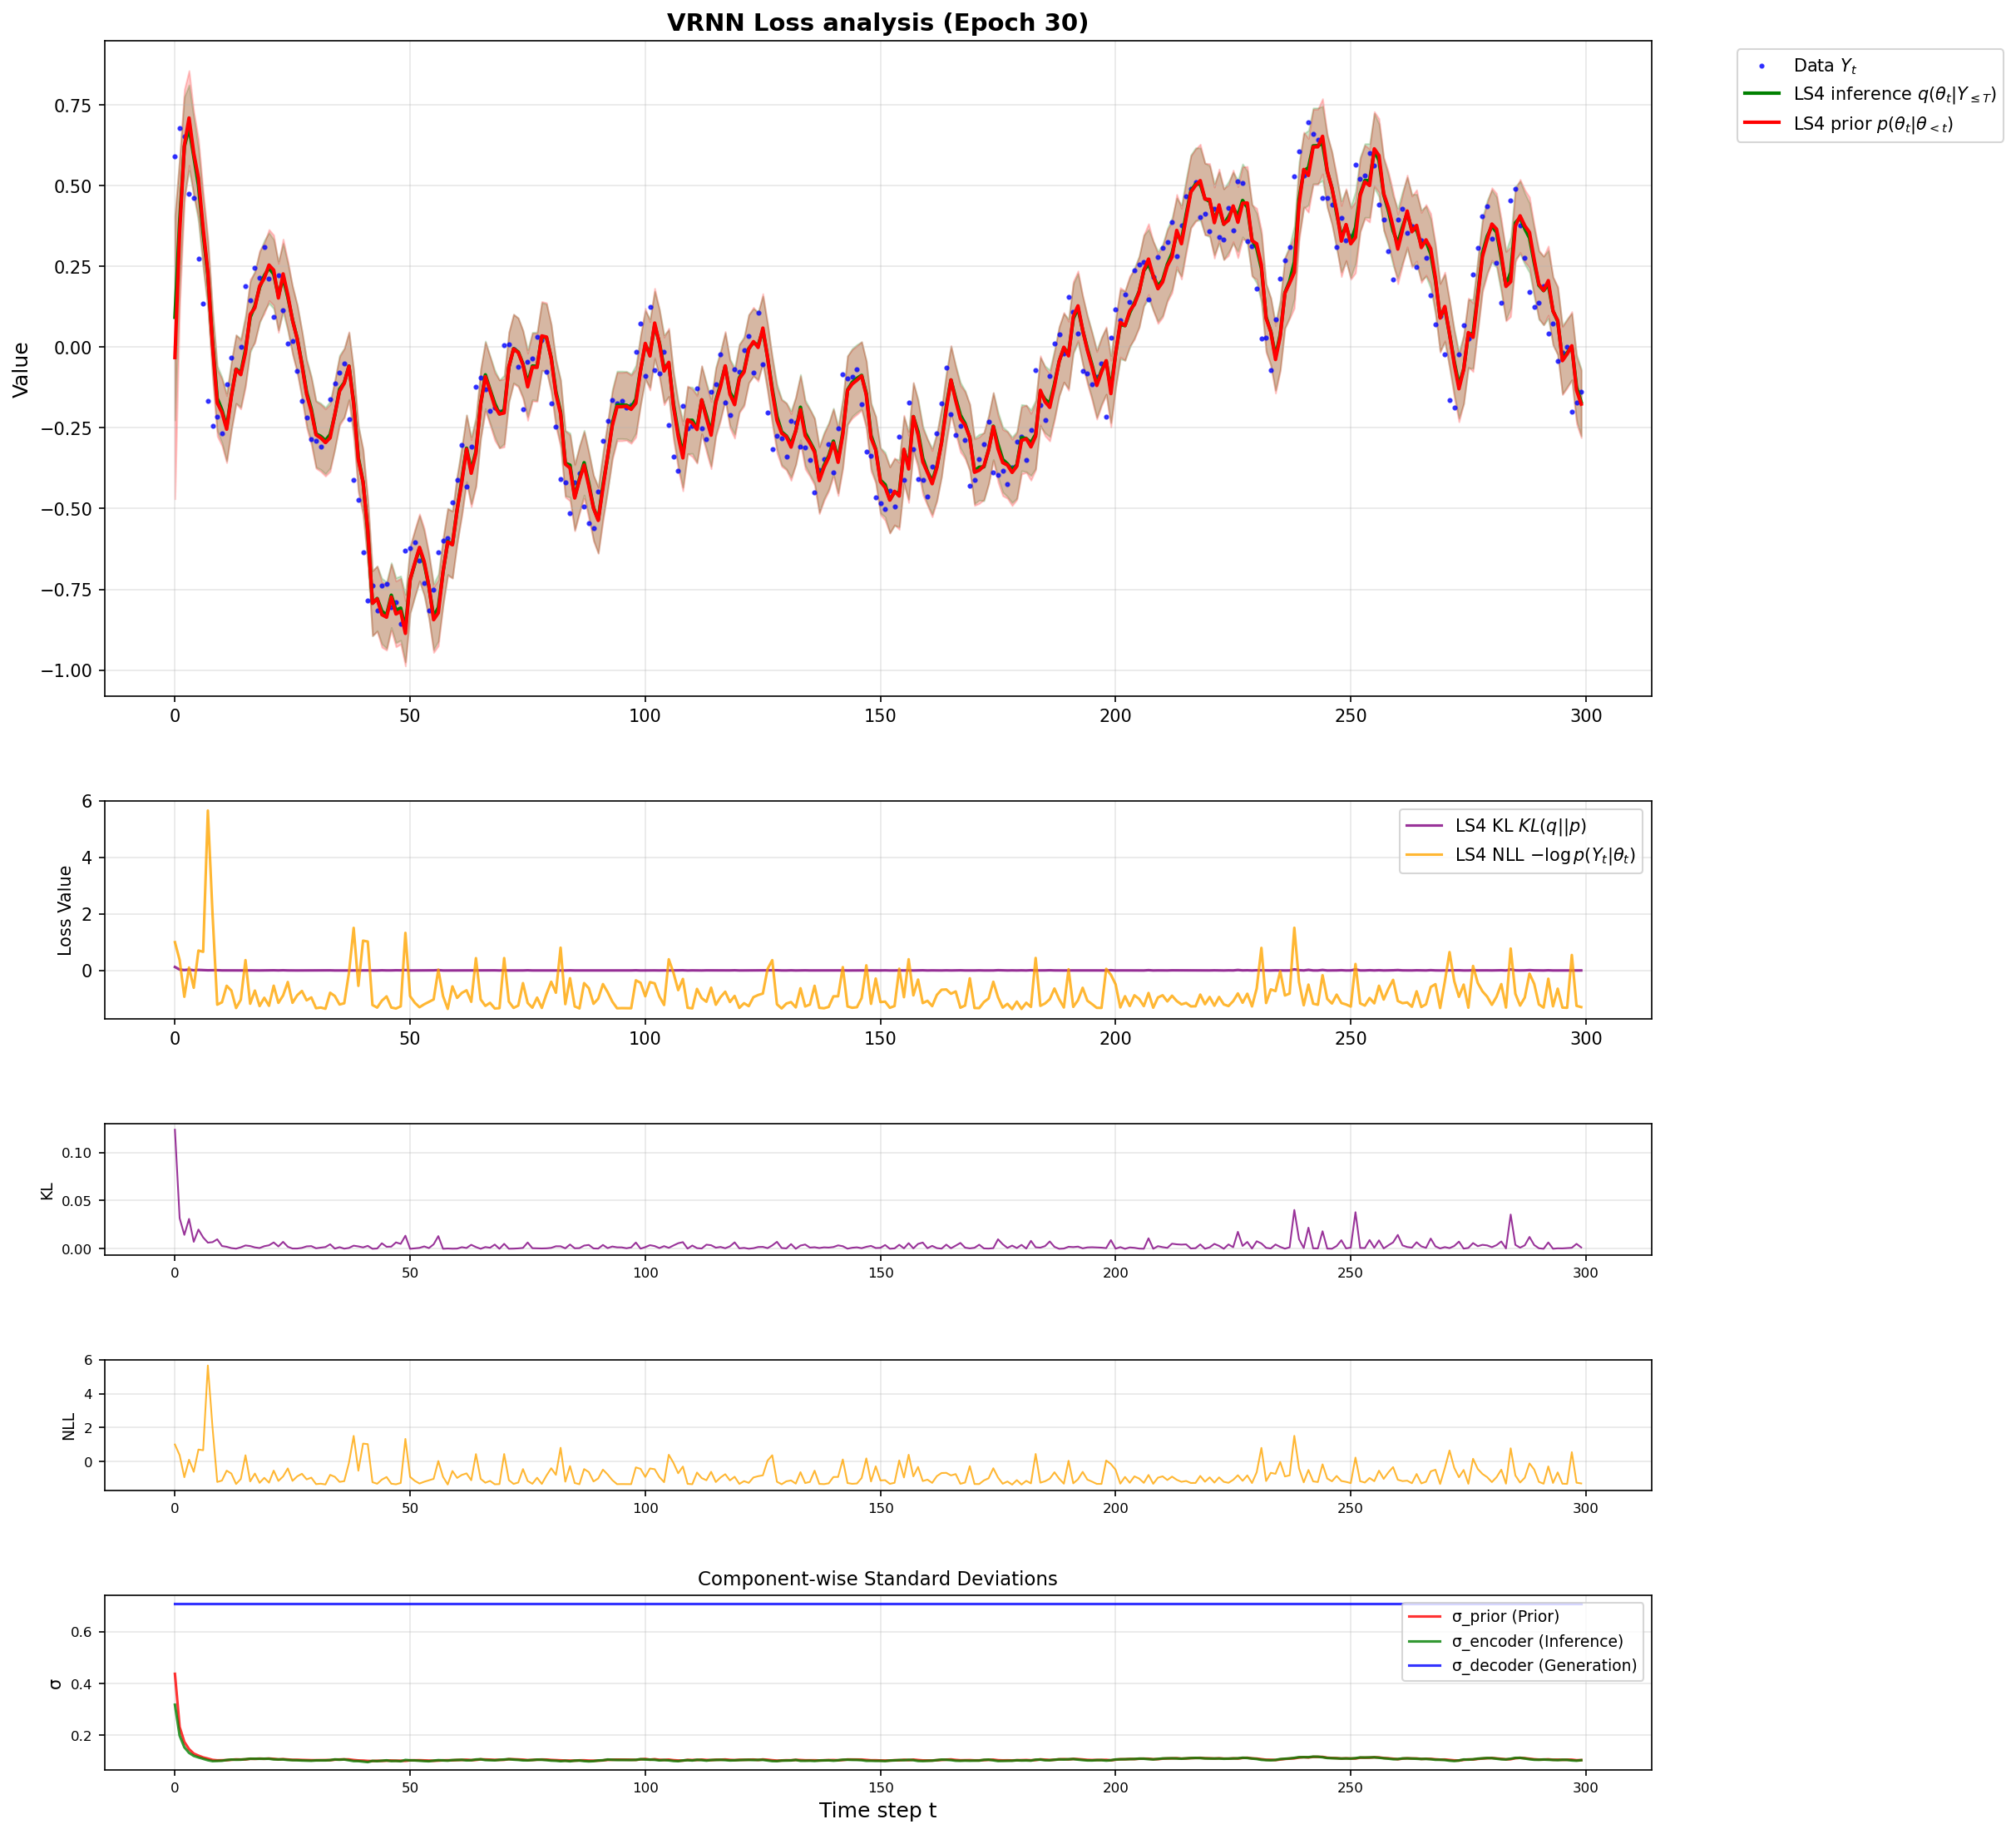 VRNN Loss analysis (Epoch 30)
Data Y_t
LS4 inference q(θ_t|Y_{≤T})
LS4 prior p(θ_t|θ_{<t})
Value
0.75
0.50
0.25
0.00
−0.25
−0.50
−0.75
−1.00
0 50 100 150 200 250 300
Loss Value
6
4
2
0
LS4 KL KL(q||p)
LS4 NLL −log p(Y_t|θ_t)
0 50 100 150 200 250 300
KL
0.10
0.05
0.00
0 50 100 150 200 250 300
NLL
6
4
2
0
0 50 100 150 200 250 300
Component-wise Standard Deviations
σ
0.6
0.4
0.2
σ_prior (Prior)
σ_encoder (Inference)
σ_decoder (Generation)
0 50 100 150 200 250 300
Time step t